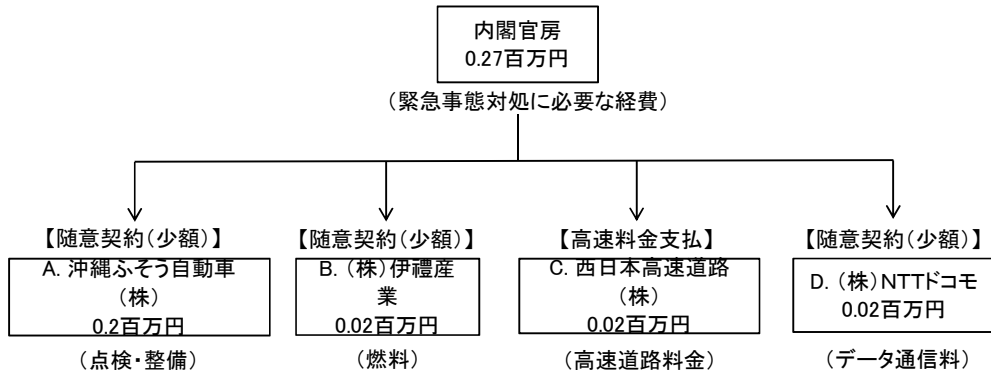 内閣官房
0.27百万円
(緊急事態対処に必要な経費)
【随意契約(少額)】
A. 沖縄ふそう自動車
(株)
0.2百万円
(点検・整備)
【随意契約(少額)】
B. (株)伊禮産
業
0.02百万円
(燃料)
【高速料金支払】
C. 西日本高速道路
(株)
0.02百万円
(高速道路料金)
【随意契約(少額)】
D. (株)NTTドコモ
0.02百万円
(データ通信料)